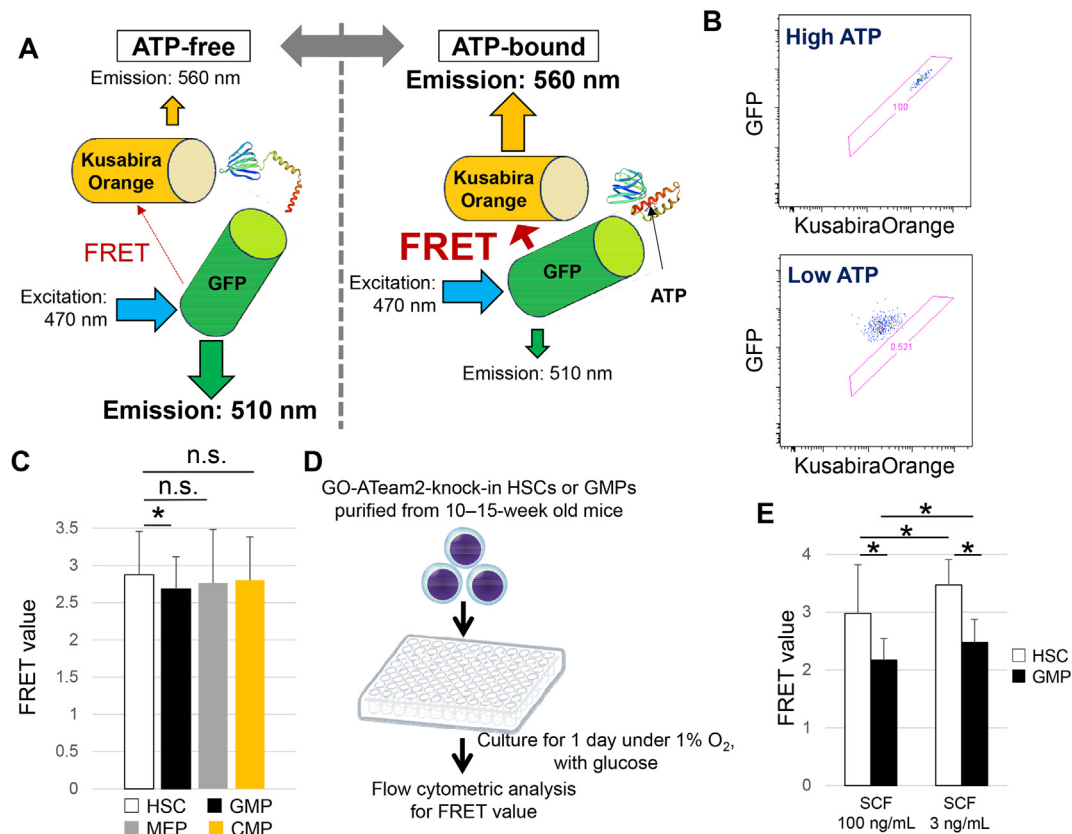 A
ATP-free
ATP-bound
Emission: 560 nm
Emission: 560 nm
Kusabira
Orange
Kusabira
Orange
FRET
FRET
GFP
GFP
Excitation:
470 nm
Excitation:
470 nm
ATP
Emission: 510 nm
Emission: 510 nm
B
High ATP
GFP
100
KusabiraOrange
Low ATP
GFP
0.521
KusabiraOrange
C
n.s.
n.s.
*
FRET value
3.5
3
2.5
2
1.5
1
0.5
0
HSC
GMP
MEP
CMP
D
GO-ATeam2-knock-in HSCs or GMPs
purified from 10–15-week old mice
Culture for 1 day under 1% O₂,
with glucose
Flow cytometric analysis
for FRET value
E
*
*
*
*
FRET value
4
3
2
1
0
HSC
GMP
SCF
100 ng/mL
SCF
3 ng/mL